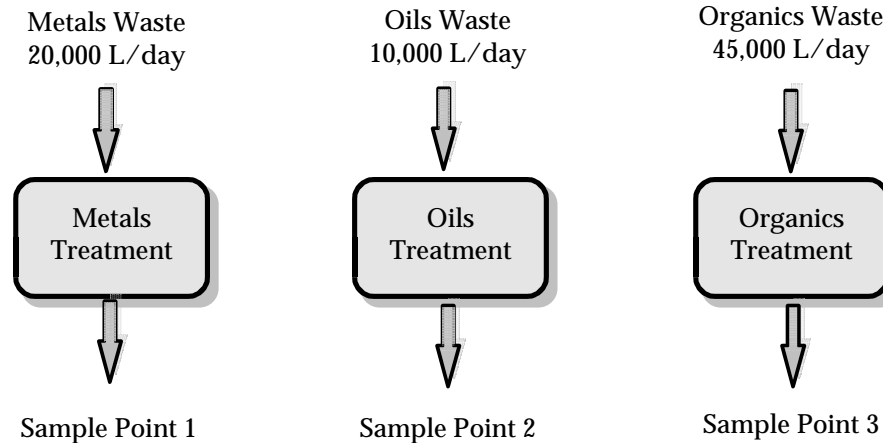 Metals Waste
20,000 L/day
Oils Waste
10,000 L/day
Organics Waste
45,000 L/day
Metals
Treatment
Oils
Treatment
Organics
Treatment
Sample Point 1
Sample Point 2
Sample Point 3